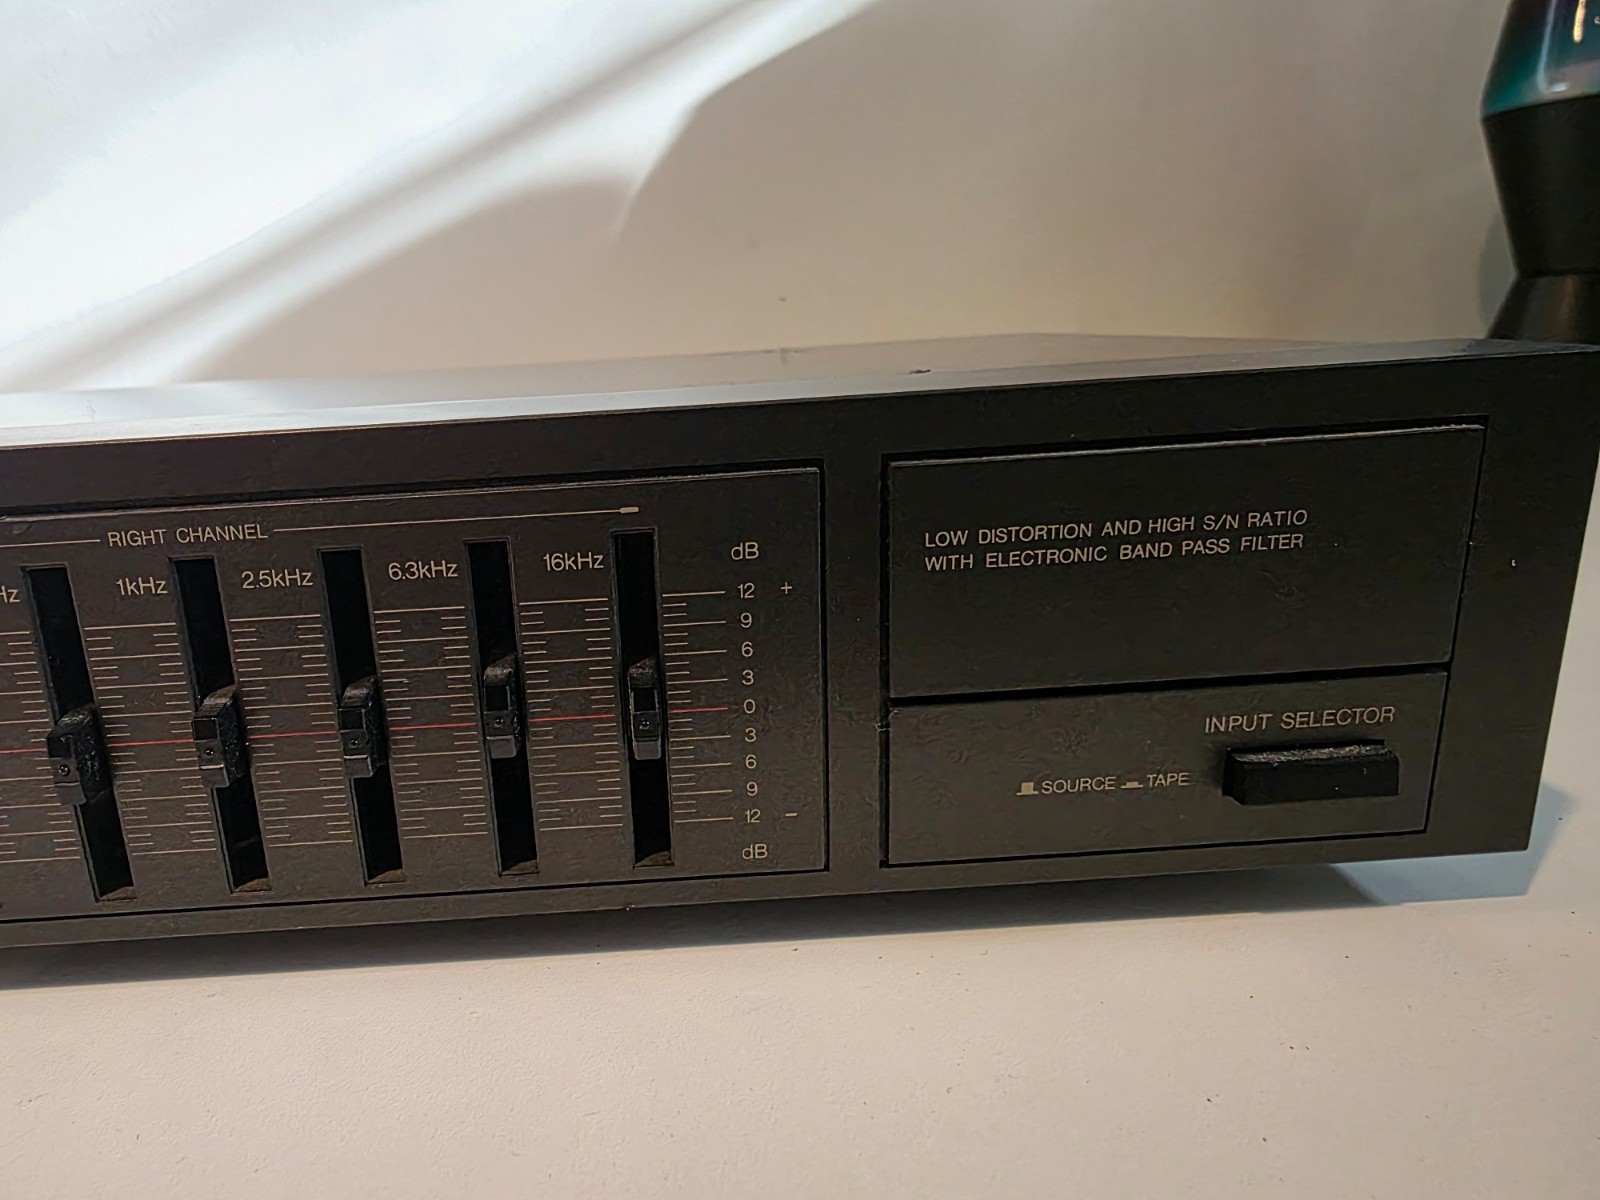 RIGHT CHANNEL
Hz 1kHz 2.5kHz 6.3kHz 16kHz dB
12 +
9
6
3
0
3
6
9
12 −
dB
LOW DISTORTION AND HIGH S/N RATIO
WITH ELECTRONIC BAND PASS FILTER
INPUT SELECTOR
SOURCE TAPE